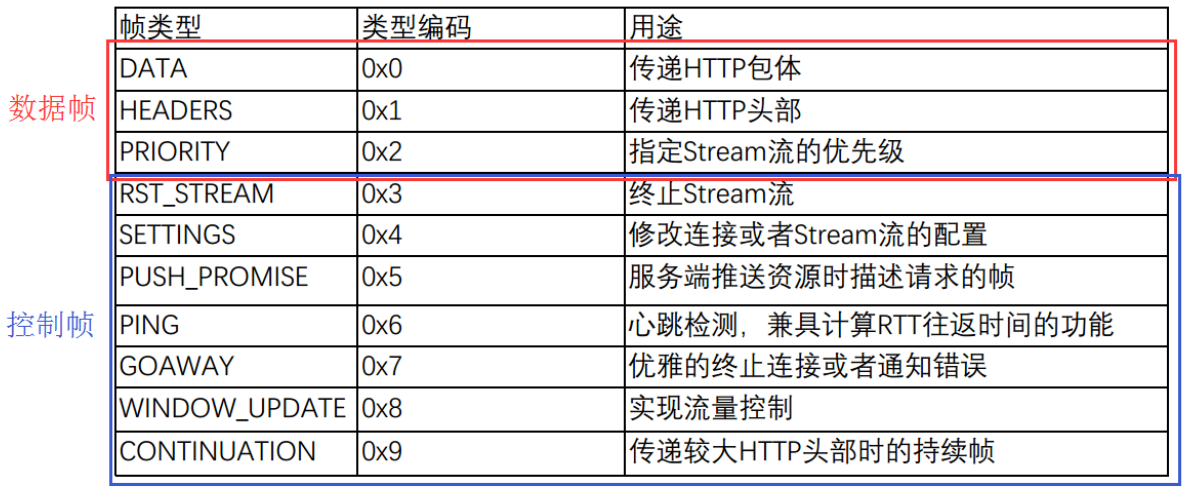 帧类型 类型编码 用途
DATA 0x0 传递HTTP包体
数据帧 HEADERS 0x1 传递HTTP头部
PRIORITY 0x2 指定Stream流的优先级
RST_STREAM 0x3 终止Stream流
SETTINGS 0x4 修改连接或者Stream流的配置
PUSH_PROMISE 0x5 服务端推送资源时描述请求的帧
控制帧 PING 0x6 心跳检测，兼具计算RTT往返时间的功能
GOAWAY 0x7 优雅的终止连接或者通知错误
WINDOW_UPDATE 0x8 实现流量控制
CONTINUATION 0x9 传递较大HTTP头部时的持续帧